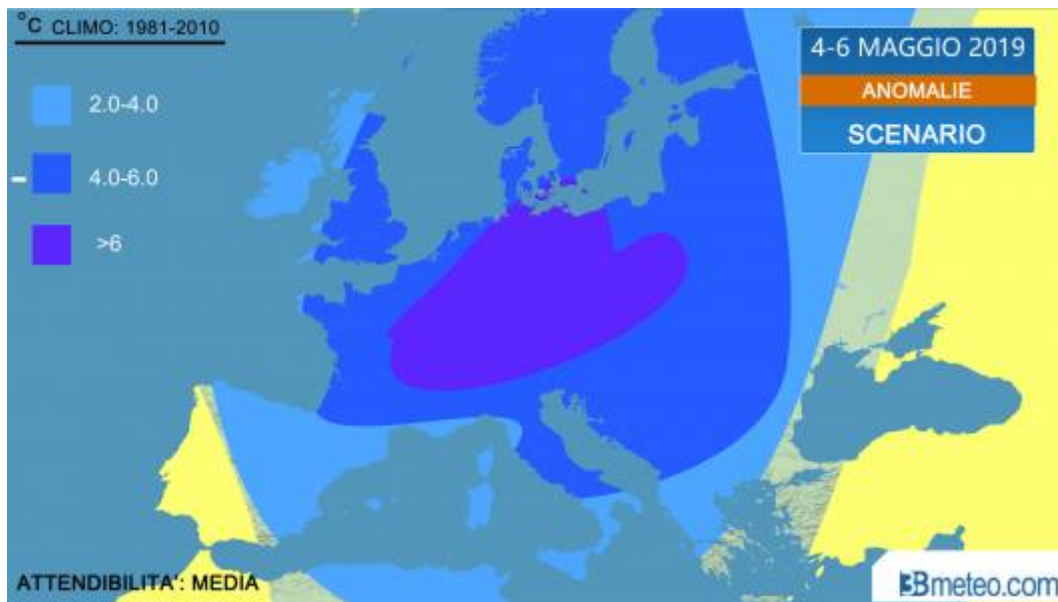 °C CLIMO: 1981-2010
4-6 MAGGIO 2019
ANOMALIE
SCENARIO
2.0-4.0
4.0-6.0
>6
ATTENDIBILITA': MEDIA
3Bmeteo.com